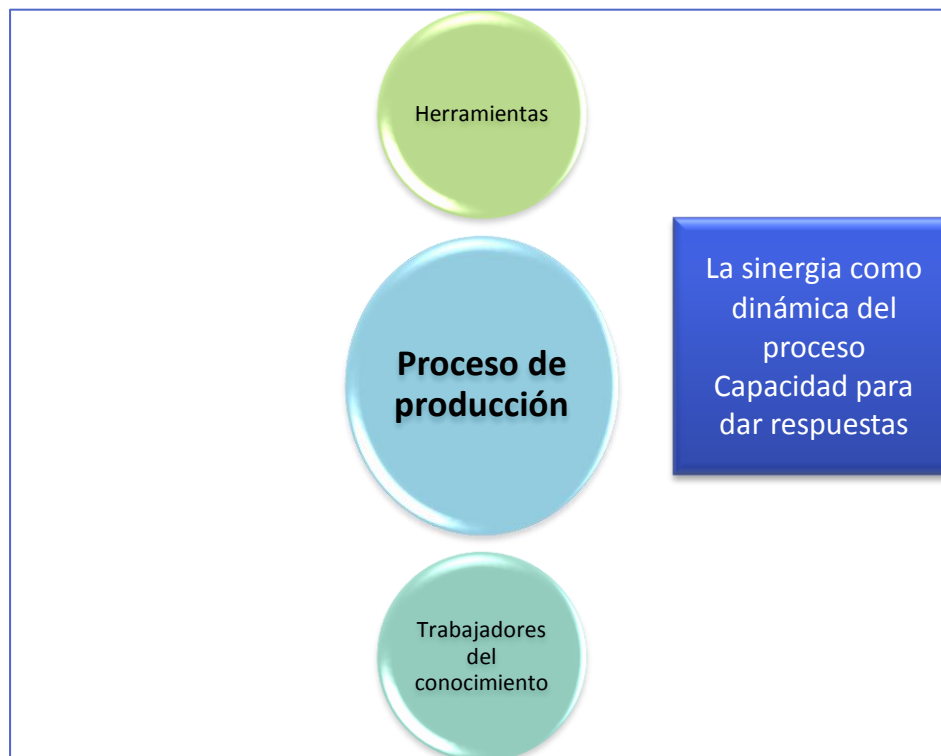 Herramientas
Proceso de
producción
La sinergia como
dinámica del
proceso
Capacidad para
dar respuestas
Trabajadores
del
conocimiento